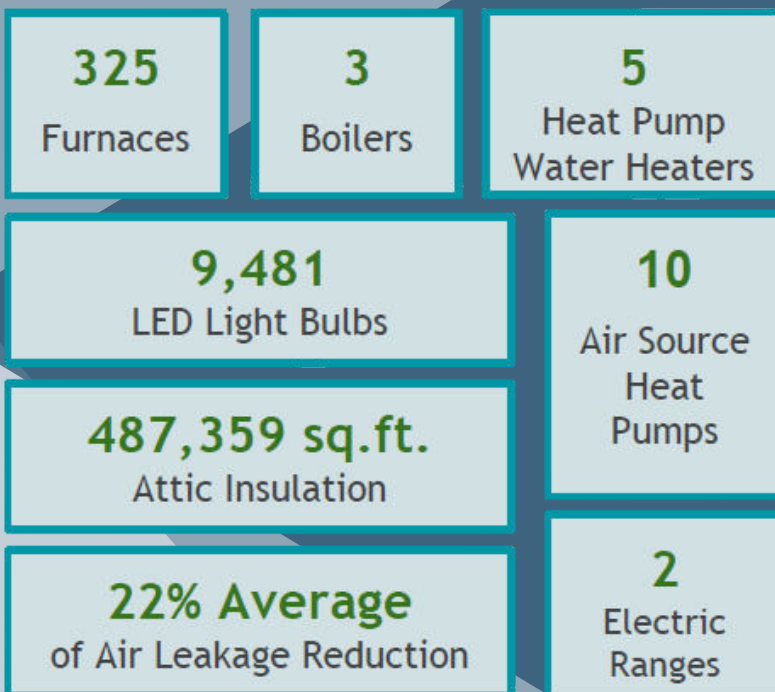 325
Furnaces
3
Boilers
5
Heat Pump
Water Heaters
9,481
LED Light Bulbs
10
Air Source
Heat
Pumps
487,359 sq.ft.
Attic Insulation
22% Average
of Air Leakage Reduction
2
Electric
Ranges